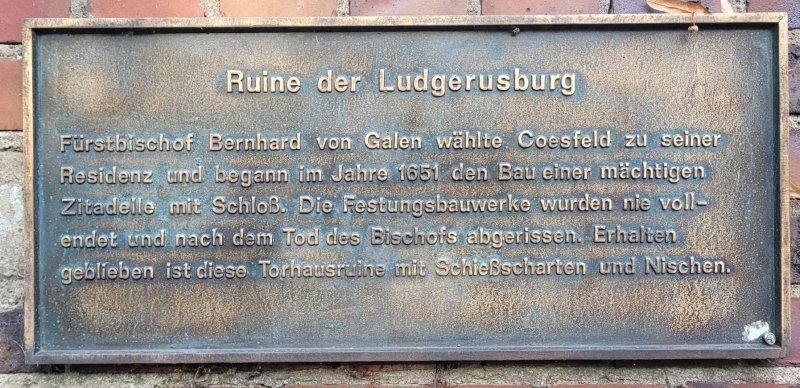 Ruine der Ludgerusburg
Fürstbischof Bernhard von Galen wählte Coesfeld zu seiner
Residenz und begann im Jahre 1651 den Bau einer mächtigen
Zitadelle mit Schloß. Die Festungsbauwerke wurden nie voll-
endet und nach dem Tod des Bischofs abgerissen. Erhalten
geblieben ist diese Torhausruine mit Schießscharten und Nischen.